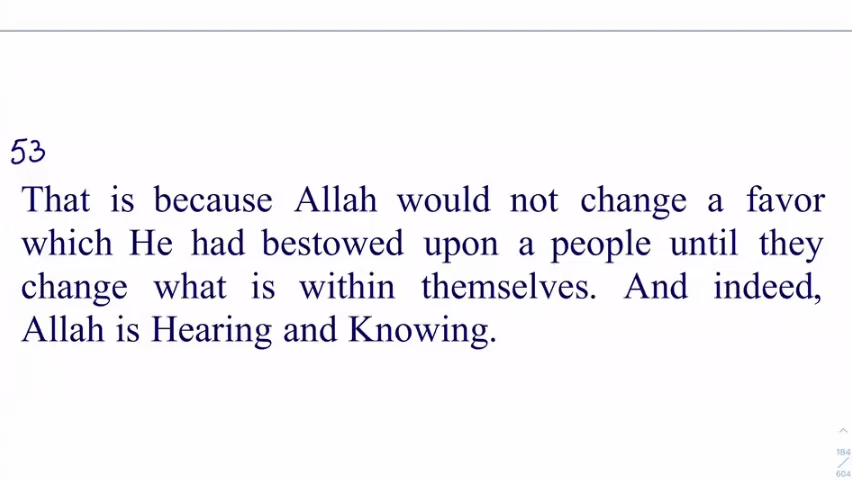 53
That is because Allah would not change a favor
which He had bestowed upon a people until they
change what is within themselves. And indeed,
Allah is Hearing and Knowing.
184
604